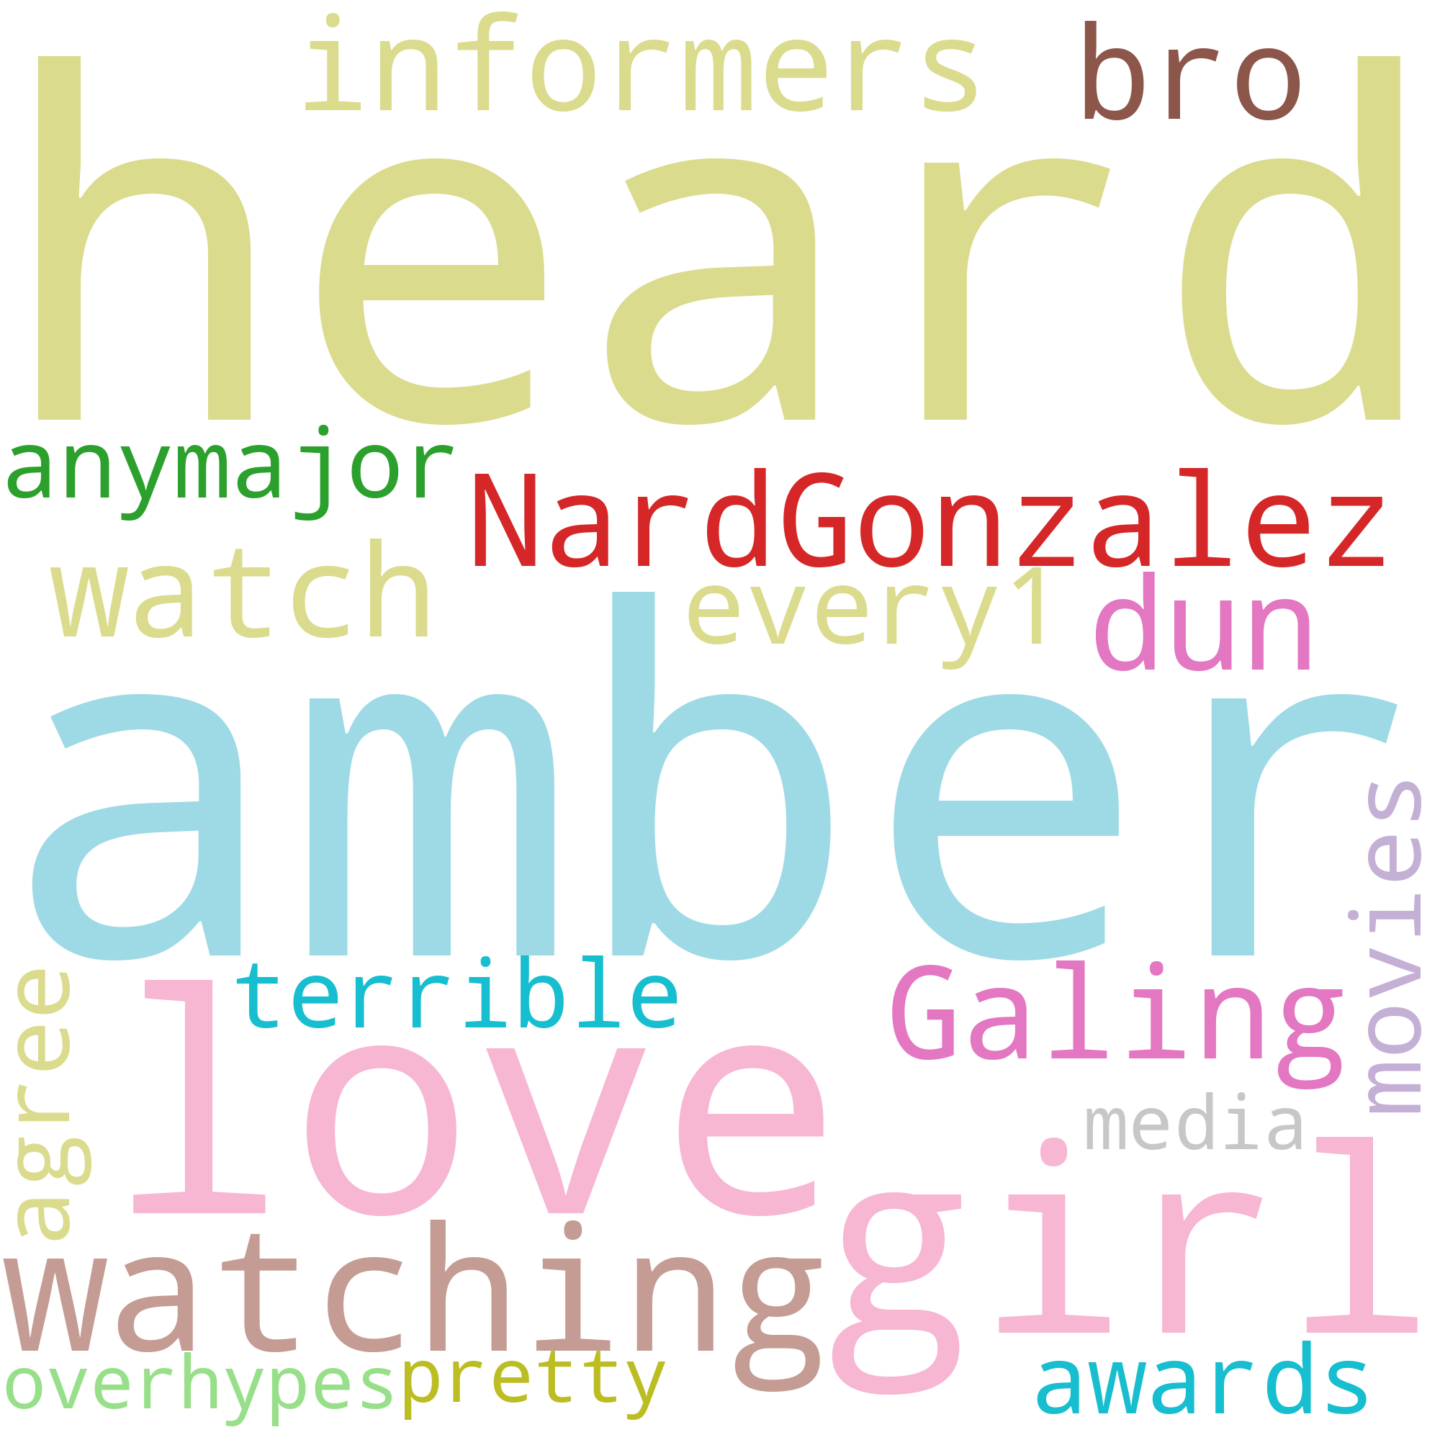 informers bro
heard
anymajor
NardGonzalez
watch every1 dun
amber
movies
agree
terrible Galing
love
media
girl
watching
overhypes pretty awards